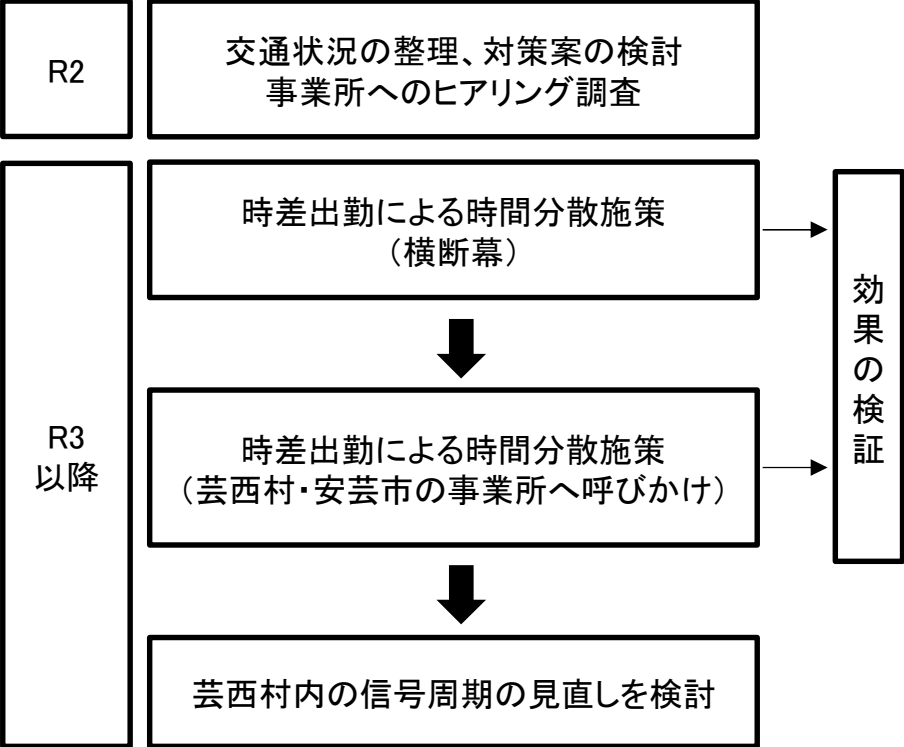 R2
交通状況の整理、対策案の検討
事業所へのヒアリング調査
R3
以降
時差出勤による時間分散施策
（横断幕）
時差出勤による時間分散施策
（芸西村・安芸市の事業所へ呼びかけ）
芸西村内の信号周期の見直しを検討
効果の検証